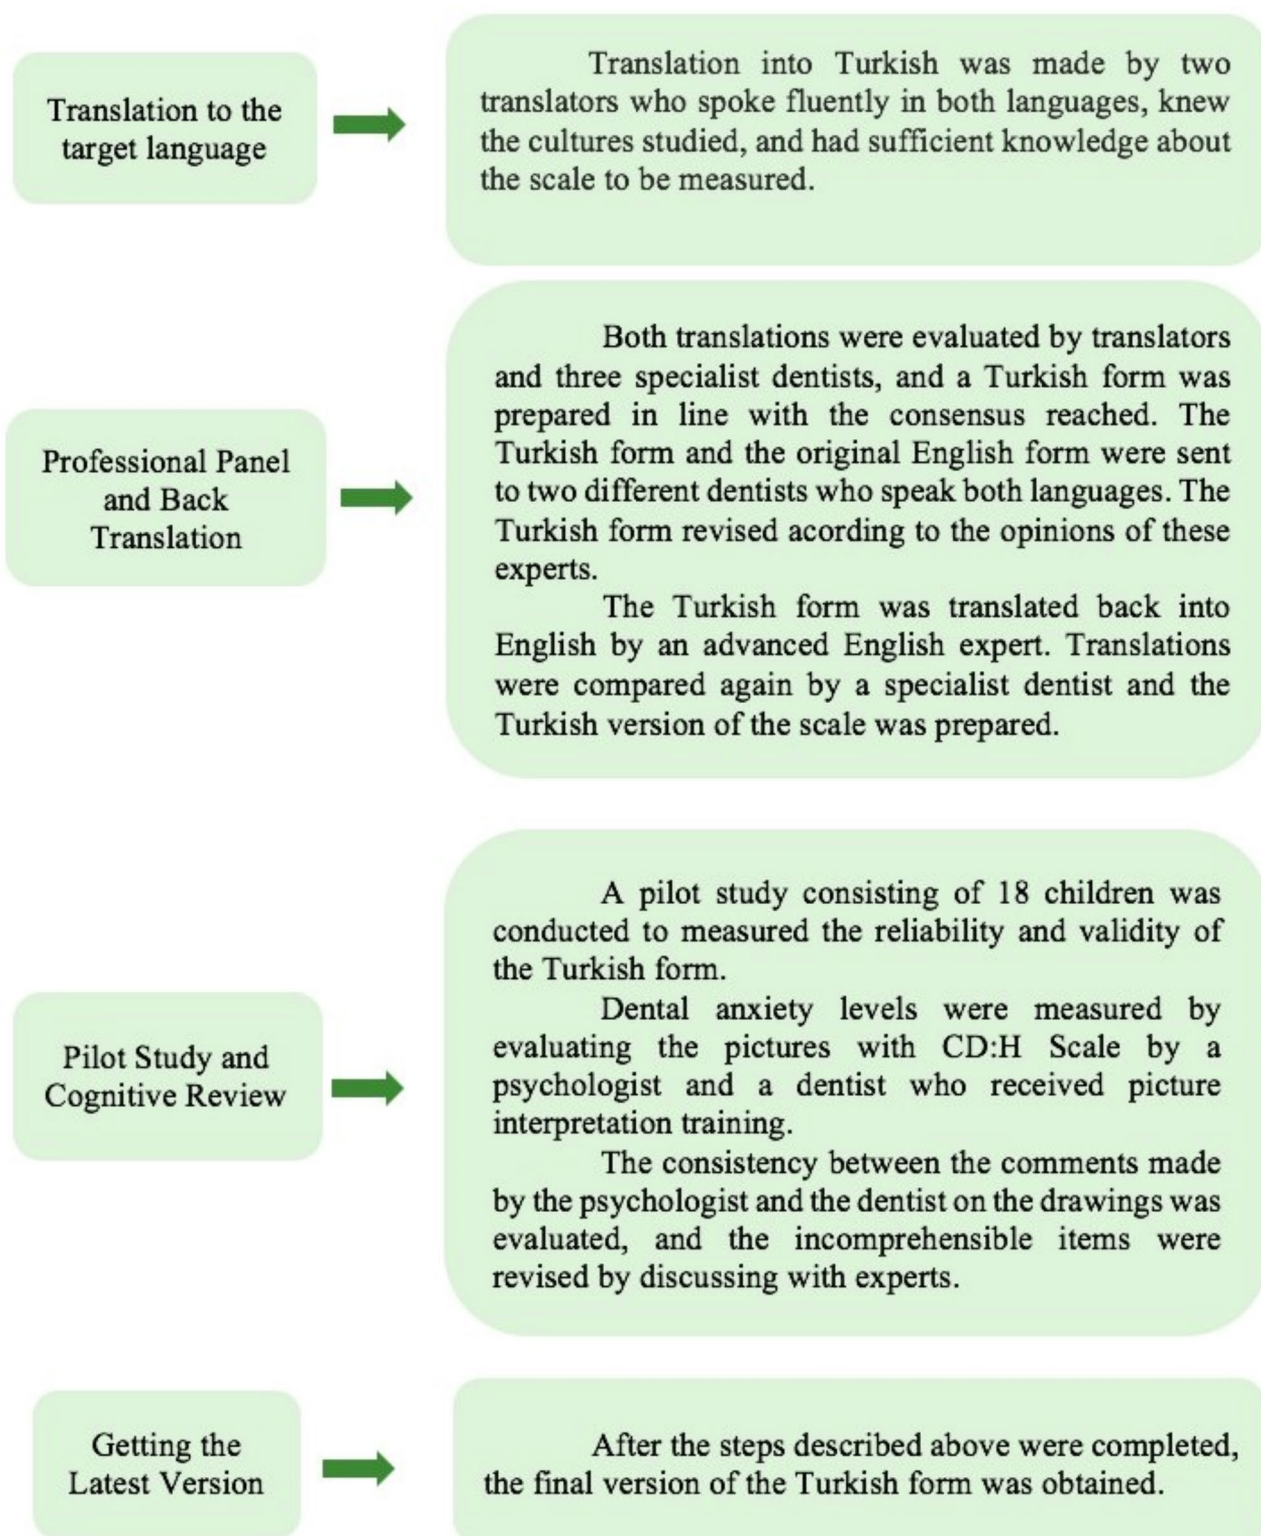 Translation to the
target language
Translation into Turkish was made by two
translators who spoke fluently in both languages, knew
the cultures studied, and had sufficient knowledge about
the scale to be measured.
Professional Panel
and Back
Translation
Both translations were evaluated by translators
and three specialist dentists, and a Turkish form was
prepared in line with the consensus reached. The
Turkish form and the original English form were sent
to two different dentists who speak both languages. The
Turkish form revised acording to the opinions of these
experts.
The Turkish form was translated back into
English by an advanced English expert. Translations
were compared again by a specialist dentist and the
Turkish version of the scale was prepared.
Pilot Study and
Cognitive Review
A pilot study consisting of 18 children was
conducted to measured the reliability and validity of
the Turkish form.
Dental anxiety levels were measured by
evaluating the pictures with CD:H Scale by a
psychologist and a dentist who received picture
interpretation training.
The consistency between the comments made
by the psychologist and the dentist on the drawings was
evaluated, and the incomprehensible items were
revised by discussing with experts.
Getting the
Latest Version
After the steps described above were completed,
the final version of the Turkish form was obtained.